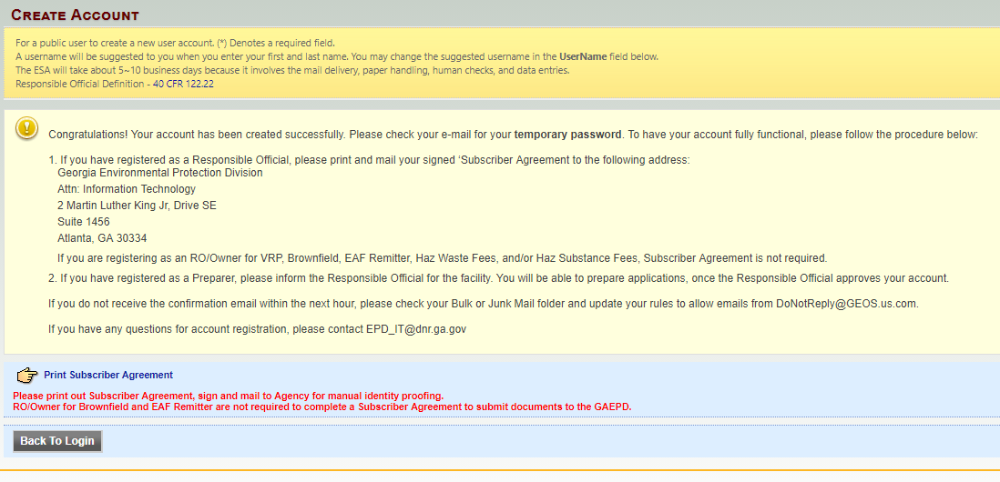 CREATE ACCOUNT
For a public user to create a new user account. (*) Denotes a required field.
A username will be suggested to you when you enter your first and last name. You may change the suggested username in the UserName field below.
The ESA will take about 5~10 business days because it involves the mail delivery, paper handling, human checks, and data entries.
Responsible Official Definition - 40 CFR 122.22
Congratulations! Your account has been created successfully. Please check your e-mail for your temporary password. To have your account fully functional, please follow the procedure below:
1. If you have registered as a Responsible Official, please print and mail your signed 'Subscriber Agreement to the following address:
Georgia Environmental Protection Division
Attn: Information Technology
2 Martin Luther King Jr, Drive SE
Suite 1456
Atlanta, GA 30334
If you are registering as an RO/Owner for VRP, Brownfield, EAF Remitter, Haz Waste Fees, and/or Haz Substance Fees, Subscriber Agreement is not required.
2. If you have registered as a Preparer, please inform the Responsible Official for the facility. You will be able to prepare applications, once the Responsible Official approves your account.
If you do not receive the confirmation email within the next hour, please check your Bulk or Junk Mail folder and update your rules to allow emails from DoNotReply@GEOS.us.com.
If you have any questions for account registration, please contact EPD_IT@dnr.ga.gov
Print Subscriber Agreement
Please print out Subscriber Agreement, sign and mail to Agency for manual identity proofing.
RO/Owner for Brownfield and EAF Remitter are not required to complete a Subscriber Agreement to submit documents to the GAEPD.
Back To Login